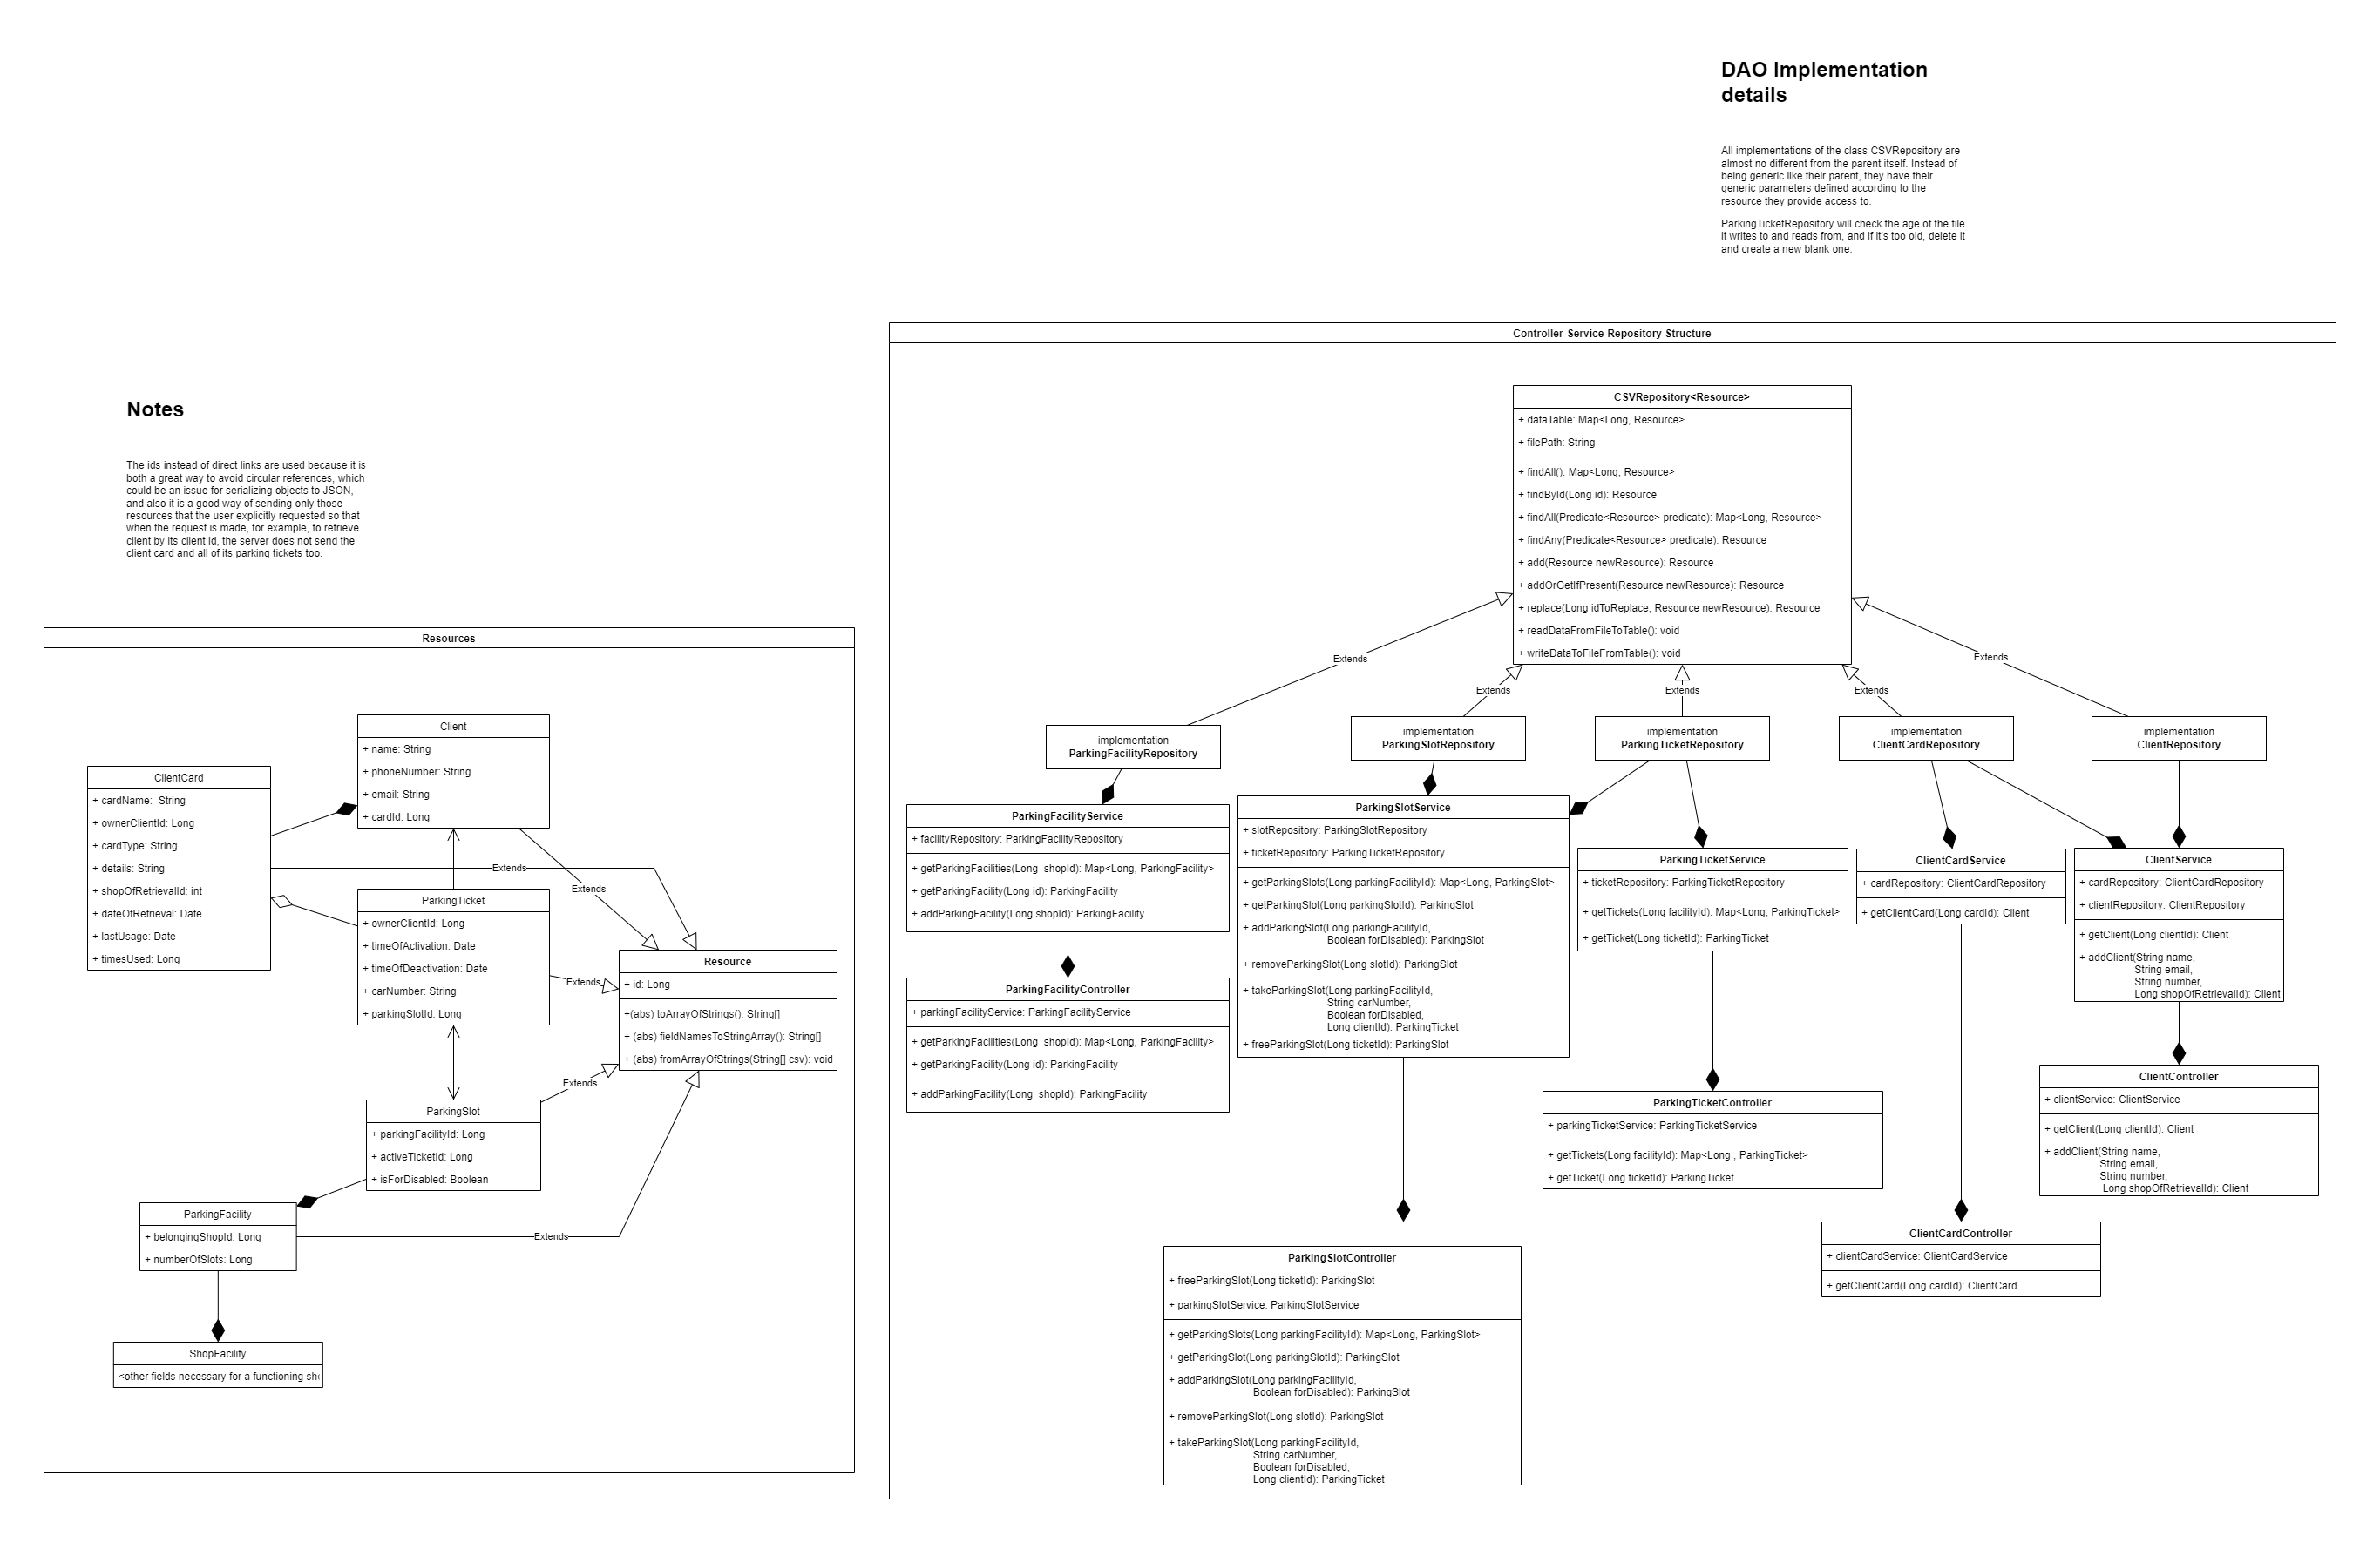 DAO Implementation
details
All implementations of the class CSVRepository are
almost no different from the parent itself. Instead of
being generic like their parent, they have their
generic parameters defined according to the
resource they provide access to.
ParkingTicketRepository will check the age of the file
it writes to and reads from, and if it's too old, delete it
and create a new blank one.
Notes
The ids instead of direct links are used because it is
both a great way to avoid circular references, which
could be an issue for serializing objects to JSON,
and also it is a good way of sending only those
resources that the user explicitly requested so that
when the request is made, for example, to retrieve
client by its client id, the server does not send the
client card and all of its parking tickets too.
Resources
Client
+ name: String
+ phoneNumber: String
+ email: String
+ cardId: Long
ClientCard
+ cardName:  String
+ ownerClientId: Long
+ cardType: String
+ details: String
+ shopOfRetrievalId: int
+ dateOfRetrieval: Date
+ lastUsage: Date
+ timesUsed: Long
Extends
Extends
ParkingTicket
+ ownerClientId: Long
+ timeOfActivation: Date
+ timeOfDeactivation: Date
+ carNumber: String
+ parkingSlotId: Long
Extends
Resource
+ id: Long
+(abs) toArrayOfStrings(): String[]
+ (abs) fieldNamesToStringArray(): String[]
+ (abs) fromArrayOfStrings(String[] csv): void
Extends
ParkingSlot
+ parkingFacilityId: Long
+ activeTicketId: Long
+ isForDisabled: Boolean
ParkingFacility
+ belongingShopId: Long
+ numberOfSlots: Long
Extends
ShopFacility
<other fields necessary for a functioning sh
Controller-Service-Repository Structure
CSVRepository<Resource>
+ dataTable: Map<Long, Resource>
+ filePath: String
+ findAll(): Map<Long, Resource>
+ findById(Long id): Resource
+ findAll(Predicate<Resource> predicate): Map<Long, Resource>
+ findAny(Predicate<Resource> predicate): Resource
+ add(Resource newResource): Resource
+ addOrGetIfPresent(Resource newResource): Resource
+ replace(Long idToReplace, Resource newResource): Resource
+ readDataFromFileToTable(): void
+ writeDataToFileFromTable(): void
Extends
Extends
Extends
Extends
Extends
implementation
ParkingFacilityRepository
implementation
ParkingSlotRepository
implementation
ParkingTicketRepository
implementation
ClientCardRepository
implementation
ClientRepository
ParkingFacilityService
+ facilityRepository: ParkingFacilityRepository
+ getParkingFacilities(Long  shopId): Map<Long, ParkingFacility>
+ getParkingFacility(Long id): ParkingFacility
+ addParkingFacility(Long shopId): ParkingFacility
ParkingFacilityController
+ parkingFacilityService: ParkingFacilityService
+ getParkingFacilities(Long  shopId): Map<Long, ParkingFacility>
+ getParkingFacility(Long id): ParkingFacility
+ addParkingFacility(Long  shopId): ParkingFacility
ParkingSlotService
+ slotRepository: ParkingSlotRepository
+ ticketRepository: ParkingTicketRepository
+ getParkingSlots(Long parkingFacilityId): Map<Long, ParkingSlot>
+ getParkingSlot(Long parkingSlotId): ParkingSlot
+ addParkingSlot(Long parkingFacilityId,
Boolean forDisabled): ParkingSlot
+ removeParkingSlot(Long slotId): ParkingSlot
+ takeParkingSlot(Long parkingFacilityId,
String carNumber,
Boolean forDisabled,
Long clientId): ParkingTicket
+ freeParkingSlot(Long ticketId): ParkingSlot
ParkingTicketService
+ ticketRepository: ParkingTicketRepository
+ getTickets(Long facilityId): Map<Long, ParkingTicket>
+ getTicket(Long ticketId): ParkingTicket
ClientCardService
+ cardRepository: ClientCardRepository
+ getClientCard(Long cardId): Client
ClientService
+ cardRepository: ClientCardRepository
+ clientRepository: ClientRepository
+ getClient(Long clientId): Client
+ addClient(String name,
String email,
String number,
Long shopOfRetrievalId): Client
ClientController
+ clientService: ClientService
+ getClient(Long clientId): Client
+ addClient(String name,
String email,
String number,
Long shopOfRetrievalId): Client
ParkingTicketController
+ parkingTicketService: ParkingTicketService
+ getTickets(Long facilityId): Map<Long , ParkingTicket>
+ getTicket(Long ticketId): ParkingTicket
ClientCardController
+ clientCardService: ClientCardService
+ getClientCard(Long cardId): ClientCard
ParkingSlotController
+ freeParkingSlot(Long ticketId): ParkingSlot
+ parkingSlotService: ParkingSlotService
+ getParkingSlots(Long parkingFacilityId): Map<Long, ParkingSlot>
+ getParkingSlot(Long parkingSlotId): ParkingSlot
+ addParkingSlot(Long parkingFacilityId,
Boolean forDisabled): ParkingSlot
+ removeParkingSlot(Long slotId): ParkingSlot
+ takeParkingSlot(Long parkingFacilityId,
String carNumber,
Boolean forDisabled,
Long clientId): ParkingTicket